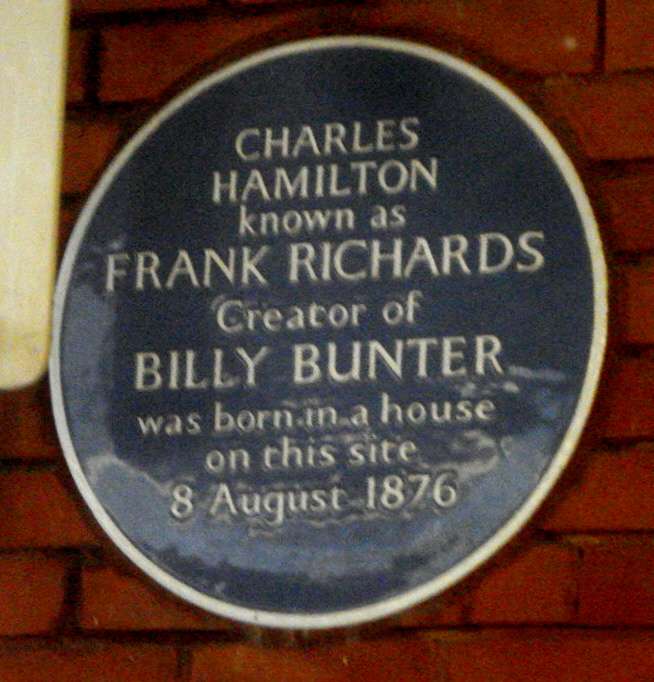 CHARLES
HAMILTON
known as
FRANK RICHARDS
Creator of
BILLY BUNTER
was born in a house
on this site
8 August 1876